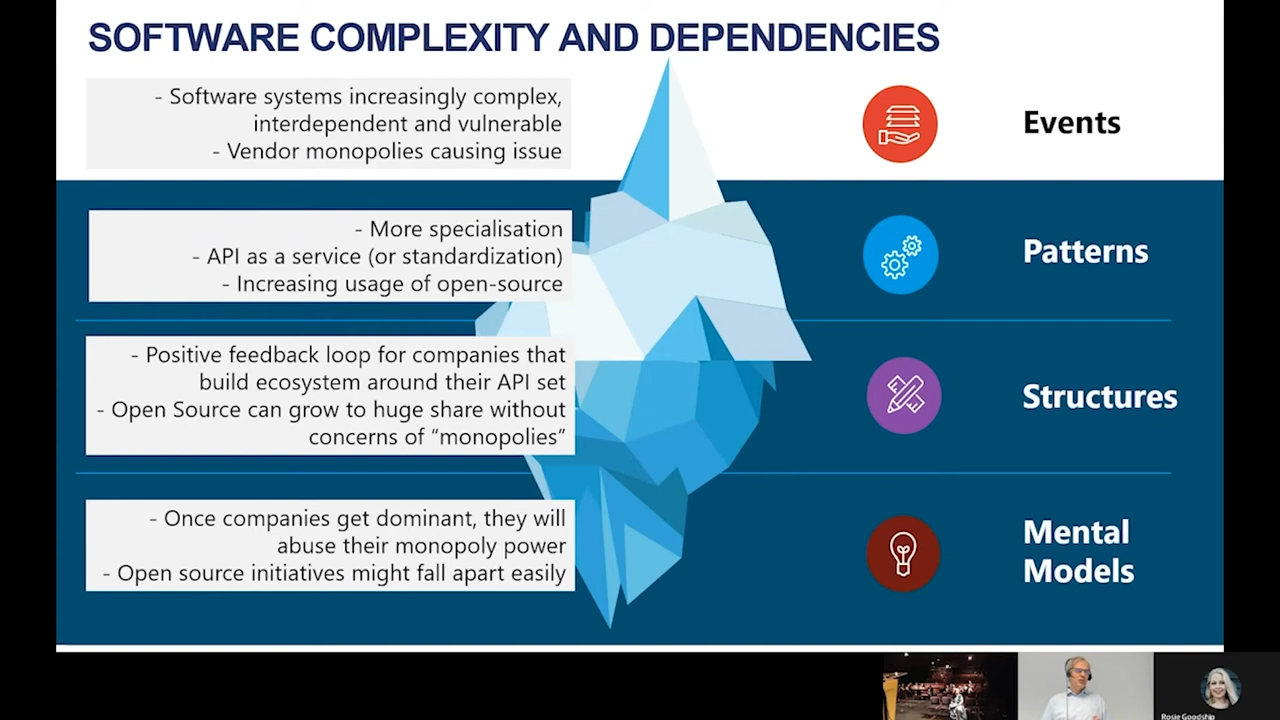 SOFTWARE COMPLEXITY AND DEPENDENCIES
- Software systems increasingly complex,
interdependent and vulnerable
- Vendor monopolies causing issue
Events
- More specialisation
- API as a service (or standardization)
- Increasing usage of open-source
Patterns
- Positive feedback loop for companies that
build ecosystem around their API set
- Open Source can grow to huge share without
concerns of “monopolies”
Structures
- Once companies get dominant, they will
abuse their monopoly power
- Open source initiatives might fall apart easily
Mental
Models
Rosie Goodship